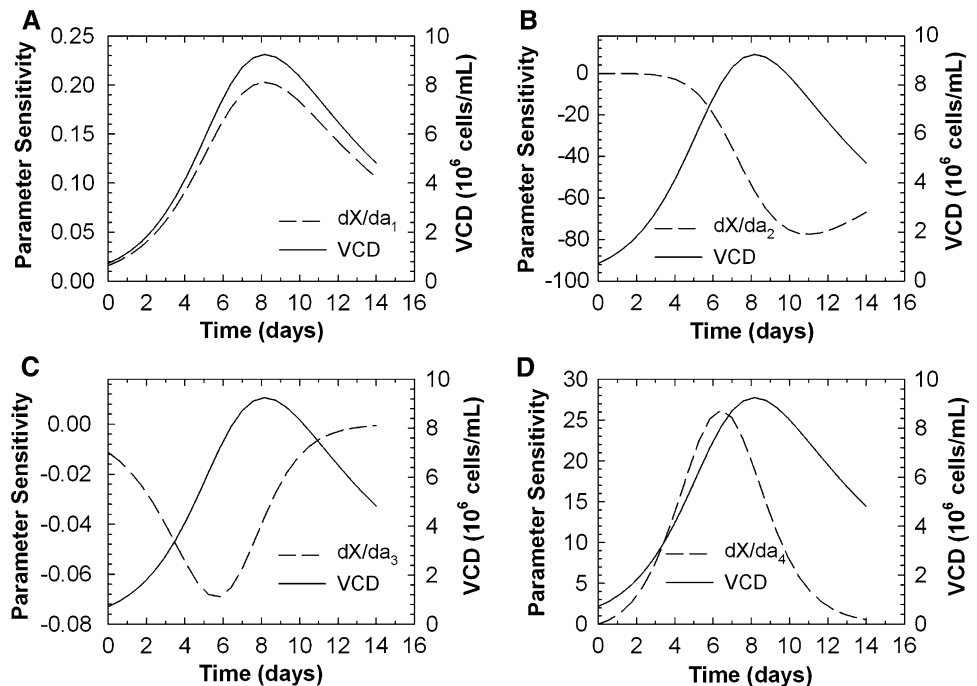 A
Parameter Sensitivity
0.25
0.20
0.15
0.10
0.05
0.00
10
8
6
4
2
0
VCD (10⁶ cells/mL)
dX/da₁
VCD
0 2 4 6 8 10 12 14 16
Time (days)
B
Parameter Sensitivity
0
-20
-40
-60
-80
-100
10
8
6
4
2
0
VCD (10⁶ cells/mL)
dX/da₂
VCD
0 2 4 6 8 10 12 14 16
Time (days)
C
Parameter Sensitivity
0.00
-0.02
-0.04
-0.06
-0.08
10
8
6
4
2
0
VCD (10⁶ cells/mL)
dX/da₃
VCD
0 2 4 6 8 10 12 14 16
Time (days)
D
Parameter Sensitivity
30
25
20
15
10
5
0
10
8
6
4
2
0
VCD (10⁶ cells/mL)
dX/da₄
VCD
0 2 4 6 8 10 12 14 16
Time (days)